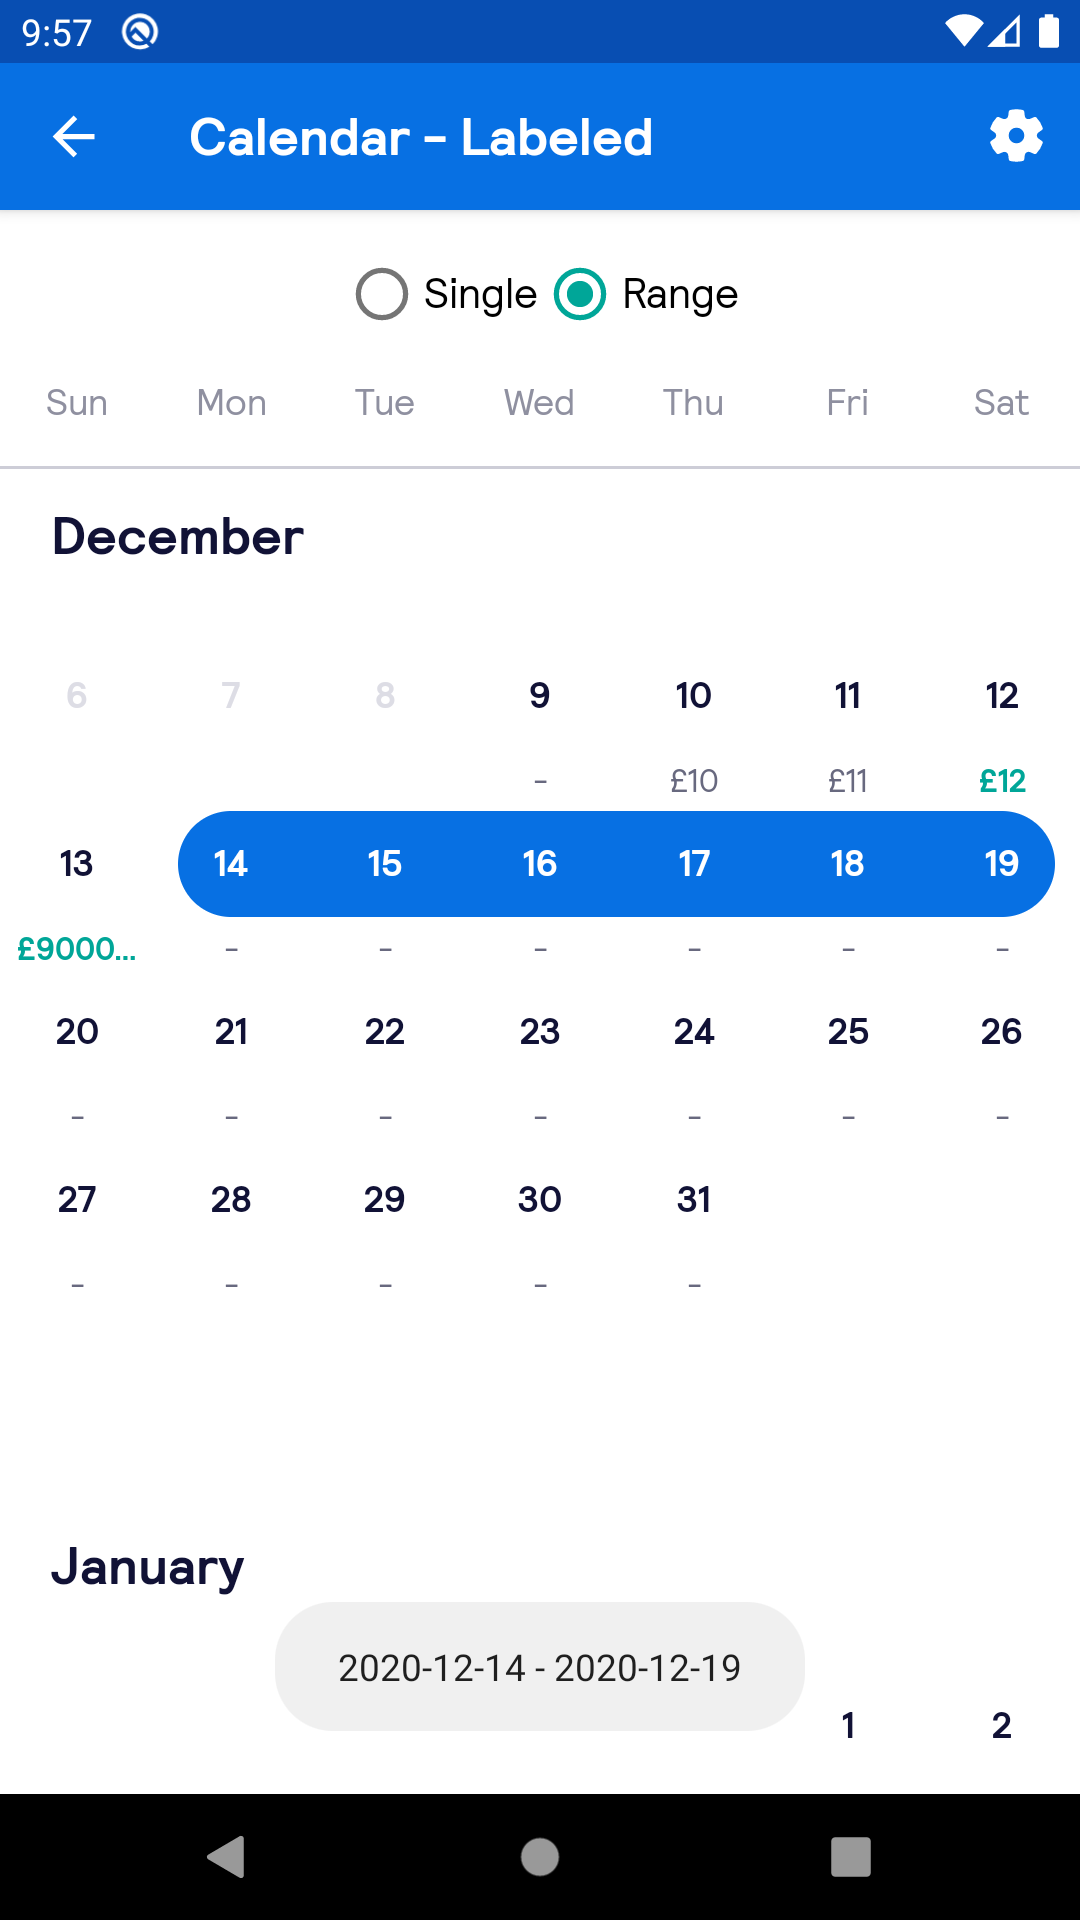 9:57
Calendar - Labeled
Single Range
Sun Mon Tue Wed Thu Fri Sat
December
6 7 8 9 10 11 12
- £10 £11 £12
13 14 15 16 17 18 19
£9000... - - - - - -
20 21 22 23 24 25 26
- - - - - - -
27 28 29 30 31
- - - - -
January
2020-12-14 - 2020-12-19
1 2